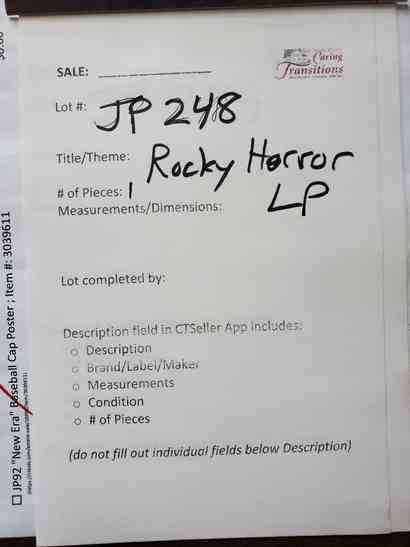 SALE: _______________
Caring
Transitions
Lot #: JP 248
Title/Theme: Rocky Horror
LP
# of Pieces: 1
Measurements/Dimensions:
Lot completed by:
Description field in CTSeller App includes:
o Description
o Brand/Label/Maker
o Measurements
o Condition
o # of Pieces
(do not fill out individual fields below Description)
JP92 "New Era" Baseball Cap Poster ; Item #: 3039611